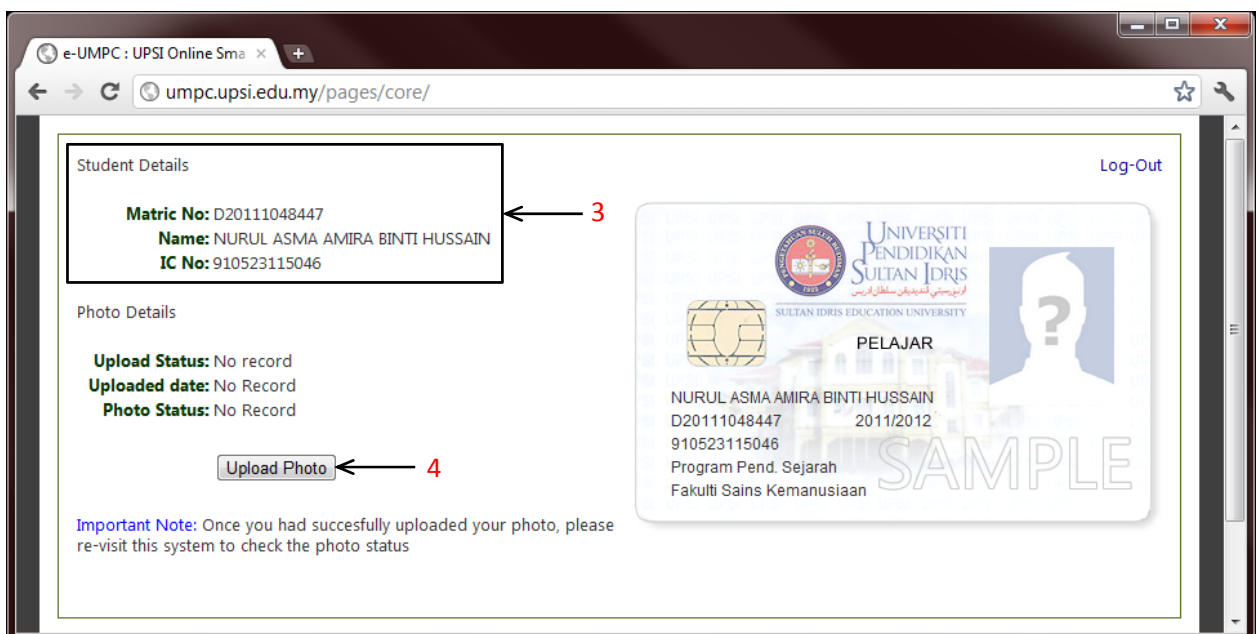 e-UMPC : UPSI Online Sma
umpc.upsi.edu.my/pages/core/
Student Details
Log-Out
Matric No: D20111048447
3
Name: NURUL ASMA AMIRA BINTI HUSSAIN
IC No: 910523115046
Photo Details
Upload Status: No record
Uploaded date: No Record
Photo Status: No Record
Upload Photo
4
Important Note: Once you had succesfully uploaded your photo, please
re-visit this system to check the photo status
UNIVERSITI
PENDIDIKAN
SULTAN IDRIS
اونيۏرسيتي ڤنديديقن سلطان ادريس
SULTAN IDRIS EDUCATION UNIVERSITY
PELAJAR
?
NURUL ASMA AMIRA BINTI HUSSAIN
D20111048447 2011/2012
910523115046
Program Pend. Sejarah
Fakulti Sains Kemanusiaan
SAMPLE